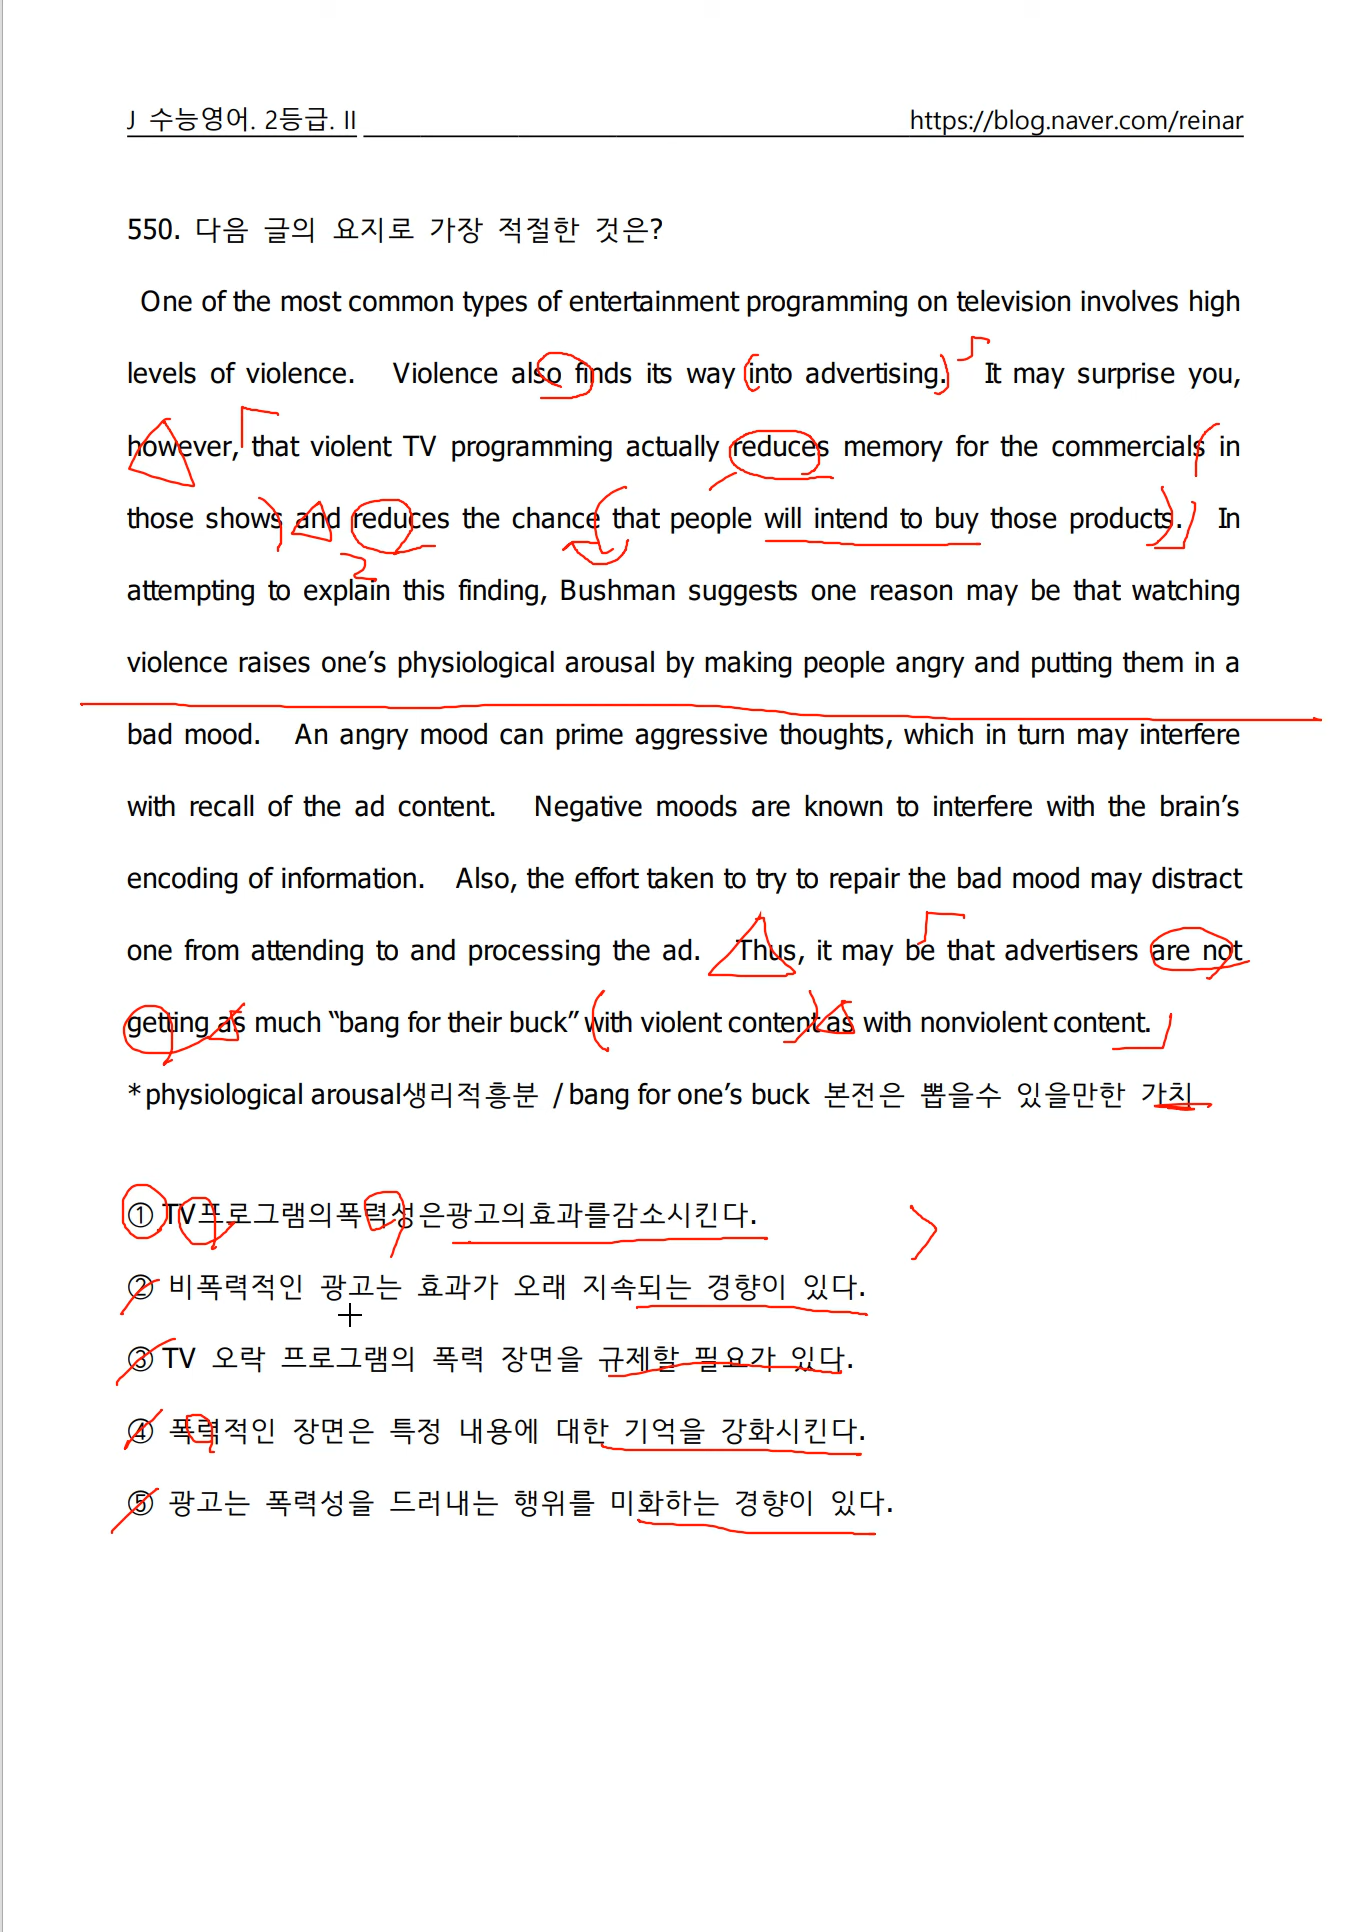 J 수능영어. 2등급. II https://blog.naver.com/reinar
550. 다음 글의 요지로 가장 적절한 것은?
One of the most common types of entertainment programming on television involves high
levels of violence. Violence also finds its way into advertising. It may surprise you,
however, that violent TV programming actually reduces memory for the commercials in
those shows and reduces the chance that people will intend to buy those products. In
2
attempting to explain this finding, Bushman suggests one reason may be that watching
violence raises one’s physiological arousal by making people angry and putting them in a
bad mood. An angry mood can prime aggressive thoughts, which in turn may interfere
with recall of the ad content. Negative moods are known to interfere with the brain’s
encoding of information. Also, the effort taken to try to repair the bad mood may distract
one from attending to and processing the ad. Thus, it may be that advertisers are not
getting as much “bang for their buck” with violent content as with nonviolent content.
*physiological arousal생리적흥분 / bang for one’s buck 본전은 뽑을수 있을만한 가치
① TV프로그램의폭력성은광고의효과를감소시킨다.
② 비폭력적인 광고는 효과가 오래 지속되는 경향이 있다.
③ TV 오락 프로그램의 폭력 장면을 규제할 필요가 있다.
④ 폭력적인 장면은 특정 내용에 대한 기억을 강화시킨다.
⑤ 광고는 폭력성을 드러내는 행위를 미화하는 경향이 있다.